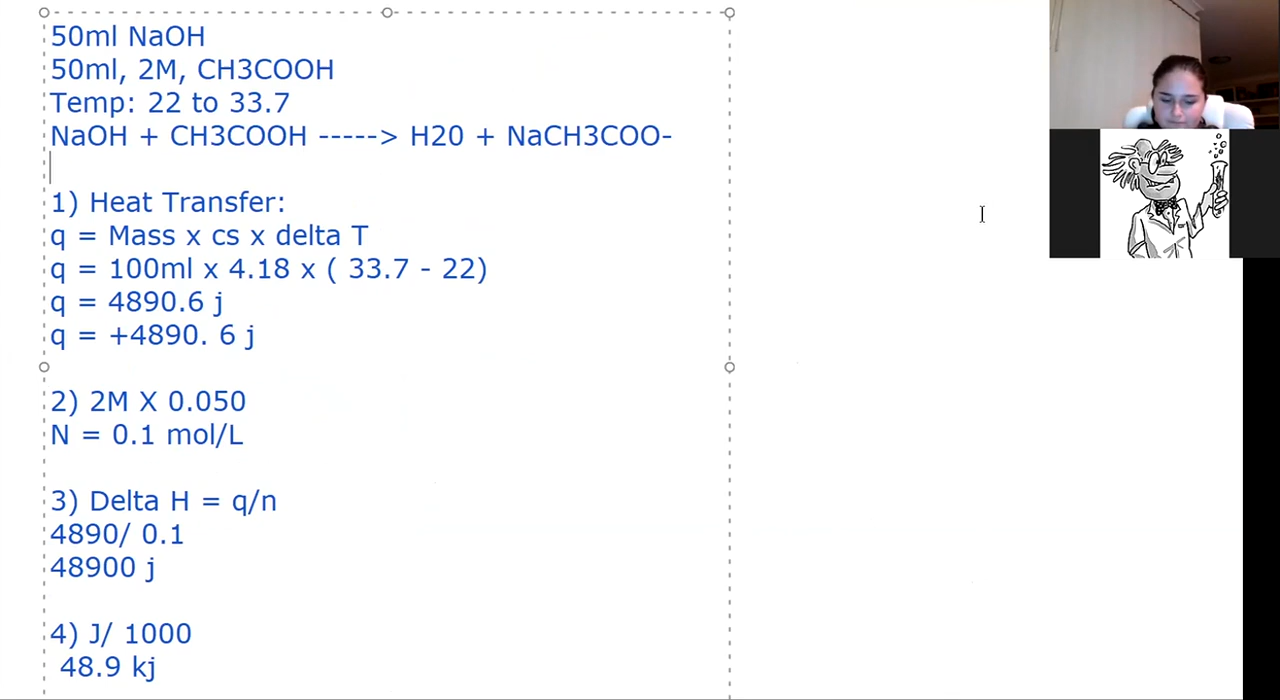 50ml NaOH
50ml, 2M, CH3COOH
Temp: 22 to 33.7
NaOH + CH3COOH -----> H20 + NaCH3COO-
1) Heat Transfer:
q = Mass x cs x delta T
q = 100ml x 4.18 x ( 33.7 - 22)
q = 4890.6 j
q = +4890. 6 j
2) 2M X 0.050
N = 0.1 mol/L
3) Delta H = q/n
4890/ 0.1
48900 j
4) J/ 1000
48.9 kj